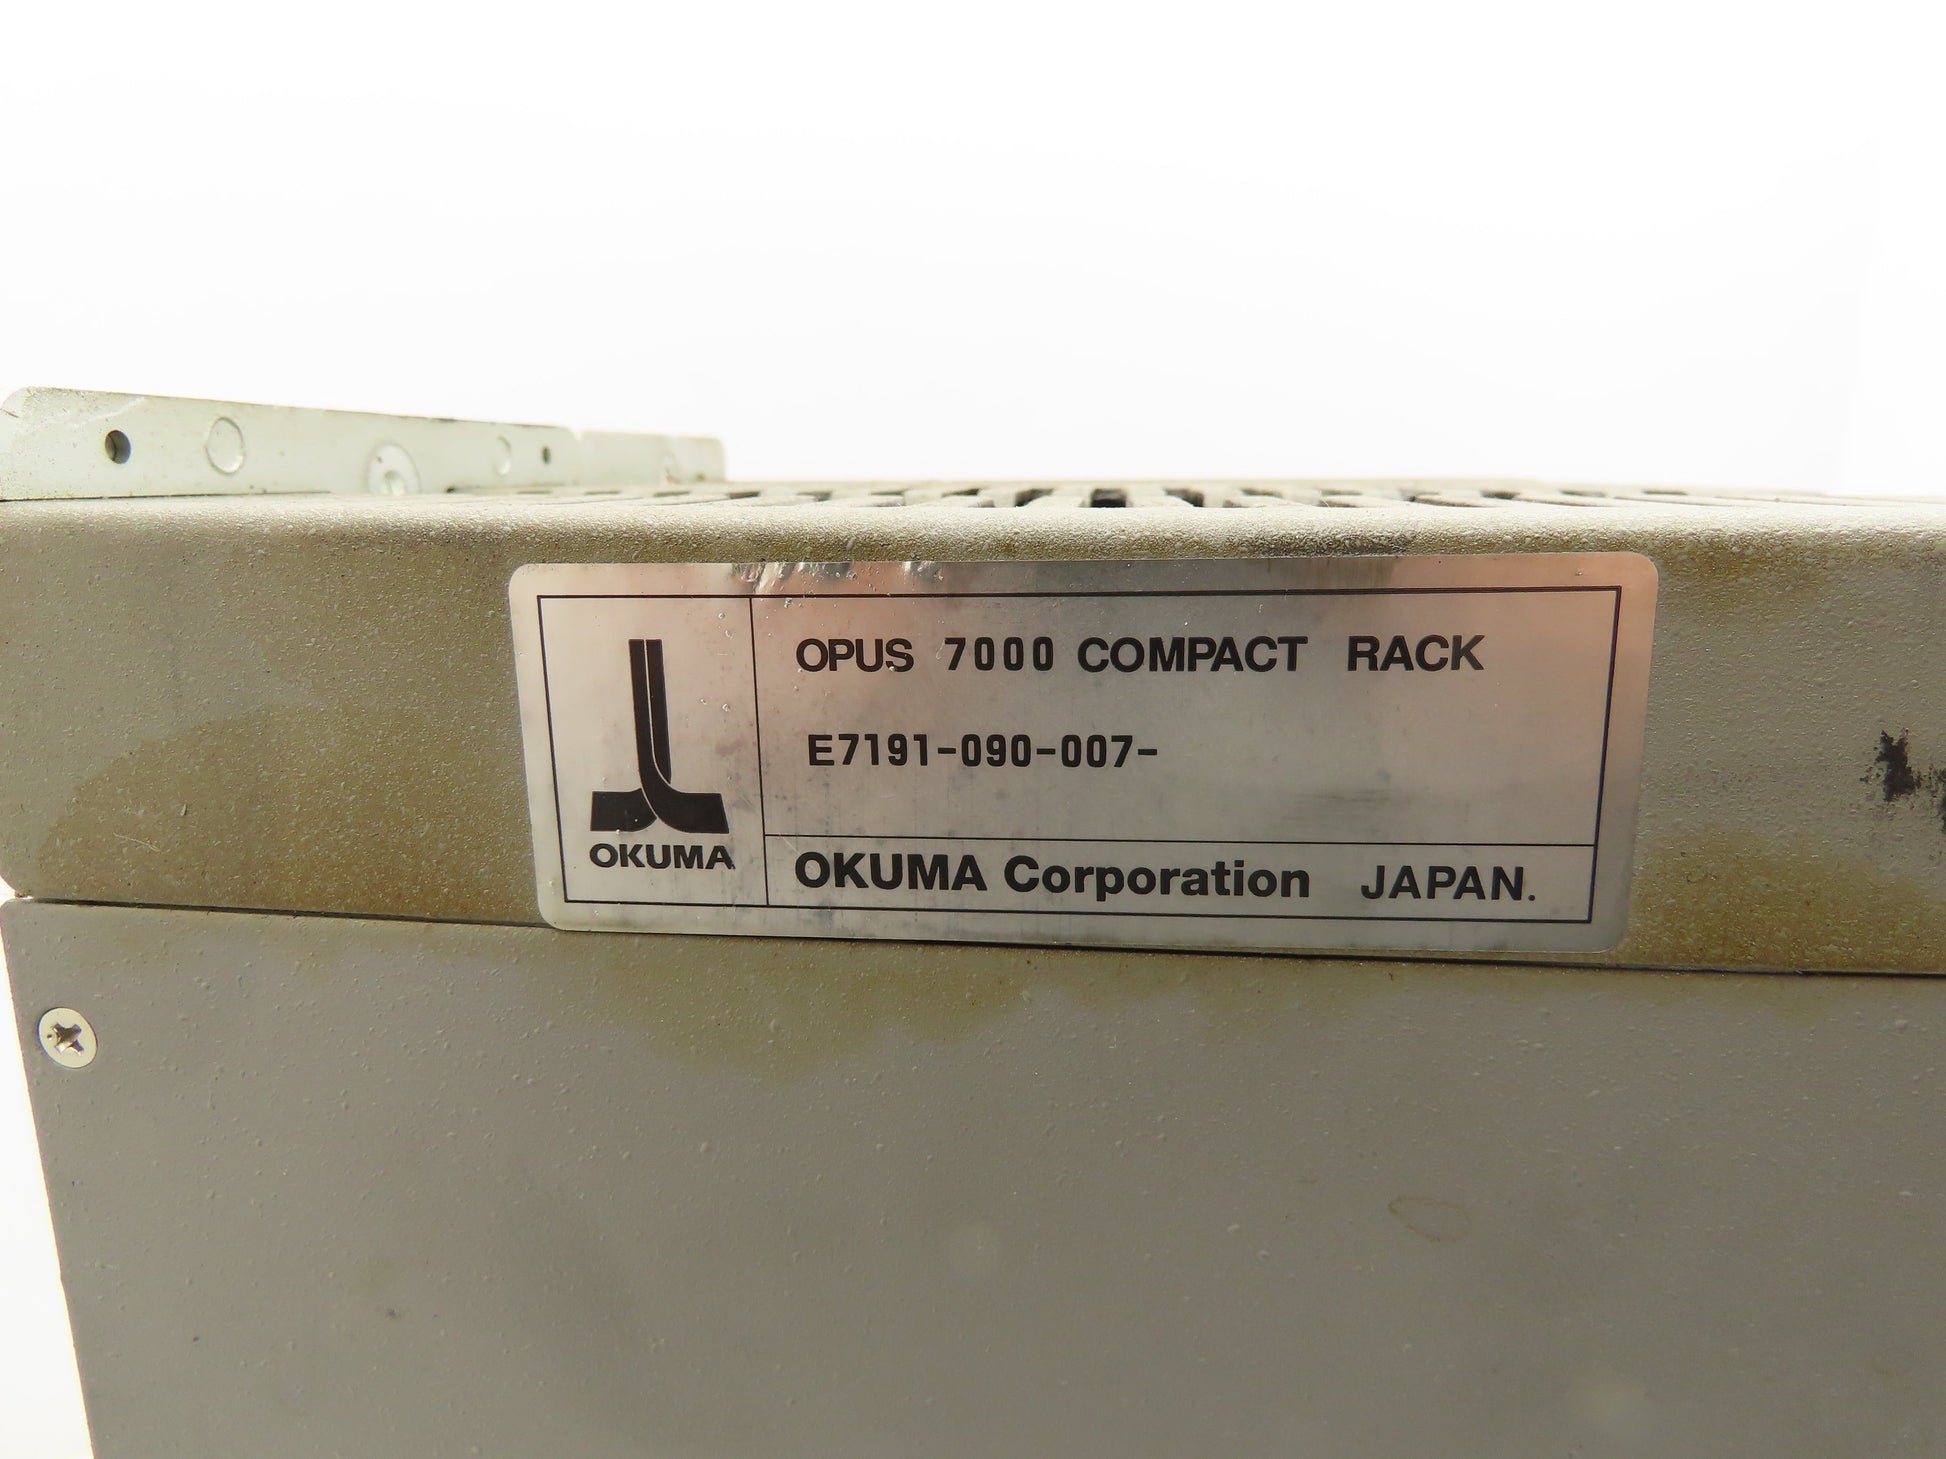 OPUS 7000 COMPACT RACK
E7191-090-007-
OKUMA
OKUMA Corporation JAPAN.